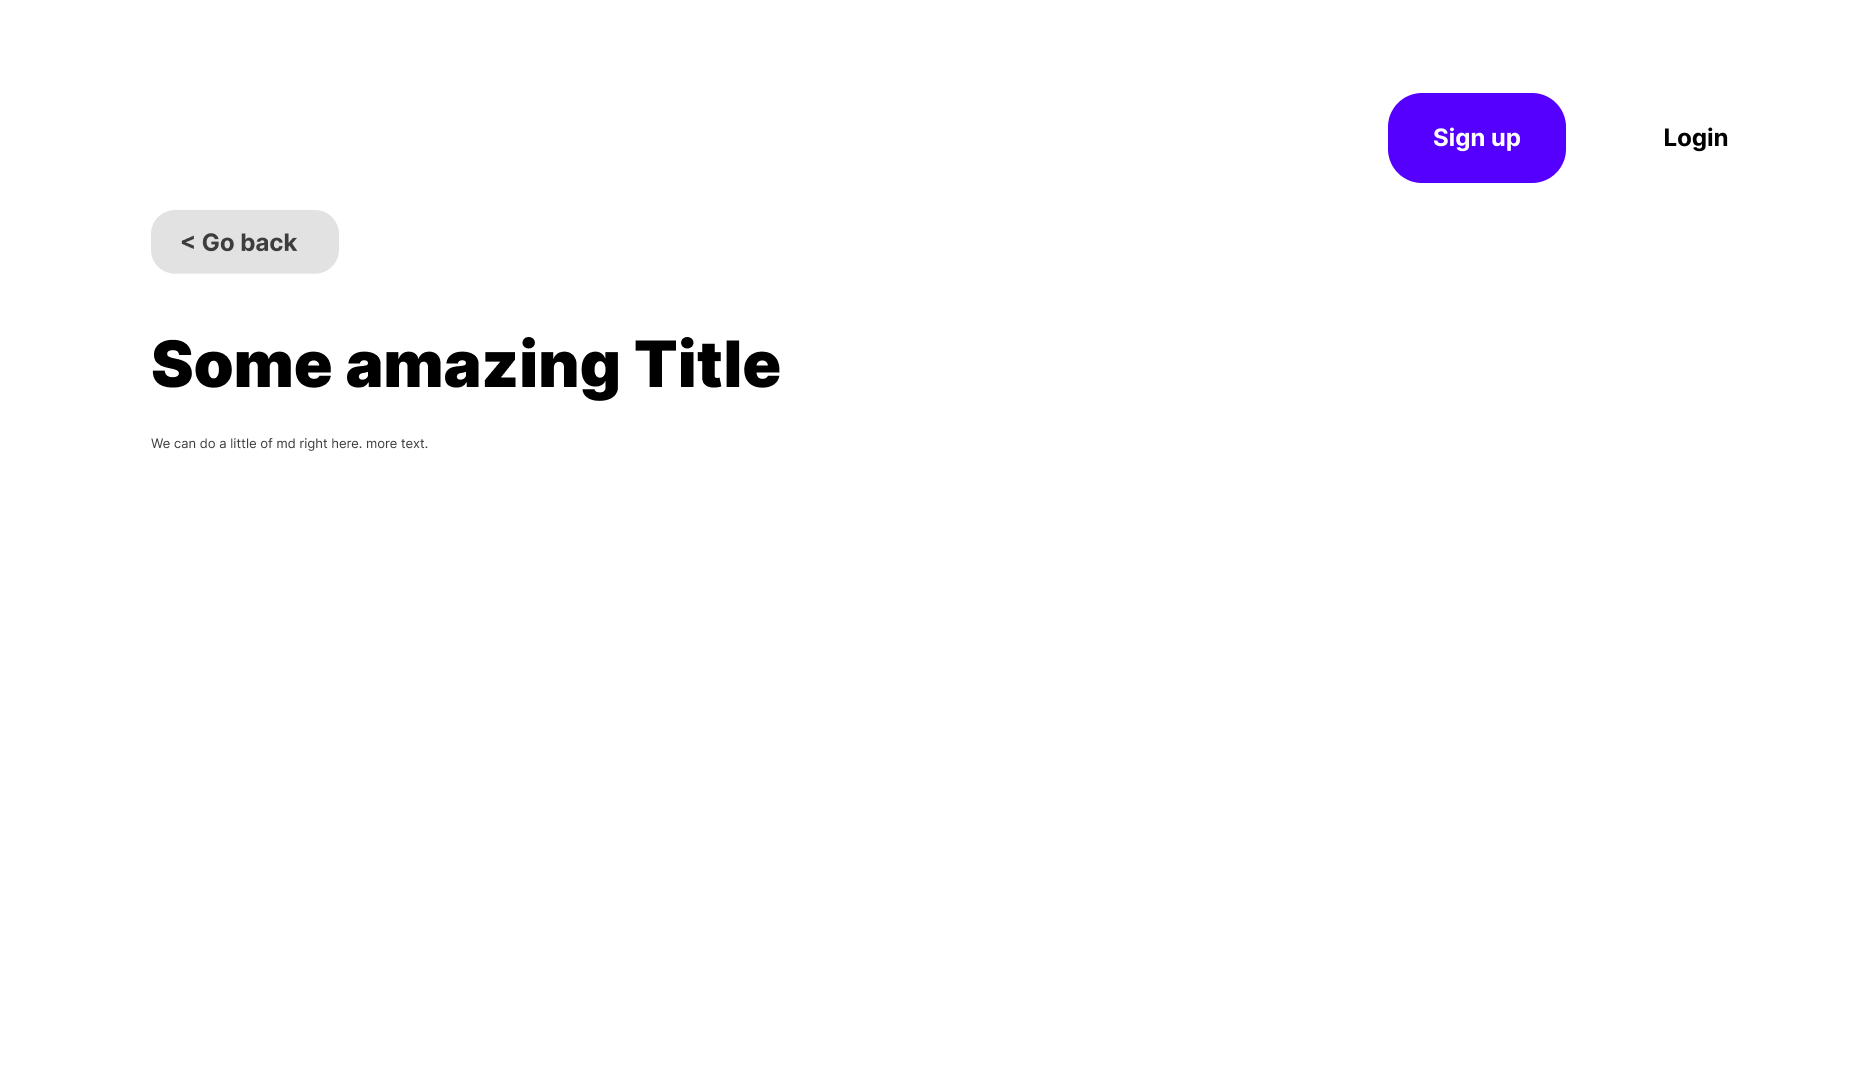 Sign up
Login
< Go back
Some amazing Title
We can do a little of md right here. more text.